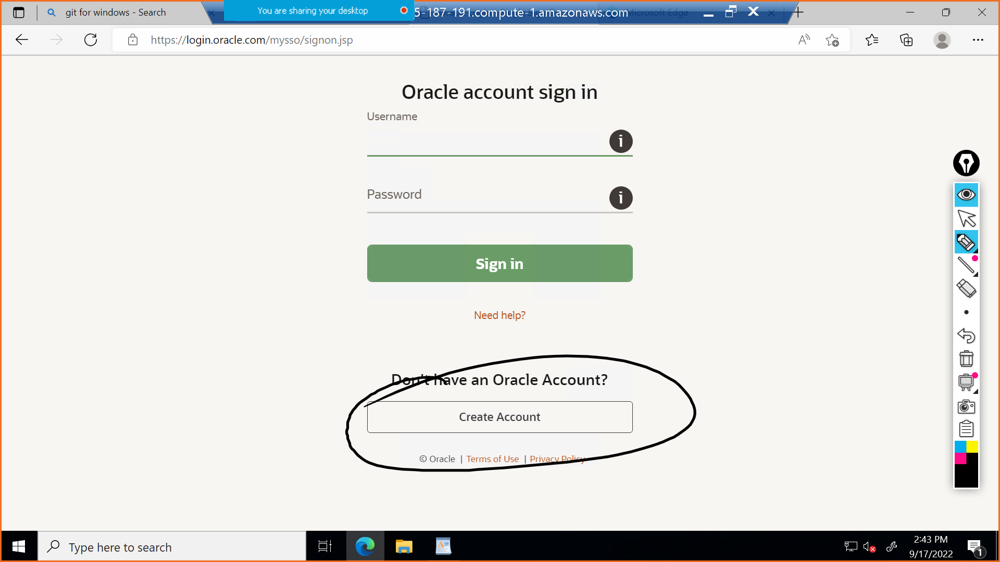 git for windows - Search
You are sharing your desktop
5-187-191.compute-1.amazonaws.com
Microsoft Edge
https://login.oracle.com/mysso/signon.jsp
Oracle account sign in
Username
i
Password
i
Sign in
Need help?
Don't have an Oracle Account?
Create Account
© Oracle | Terms of Use | Privacy Policy
Type here to search
2:43 PM
9/17/2022
1